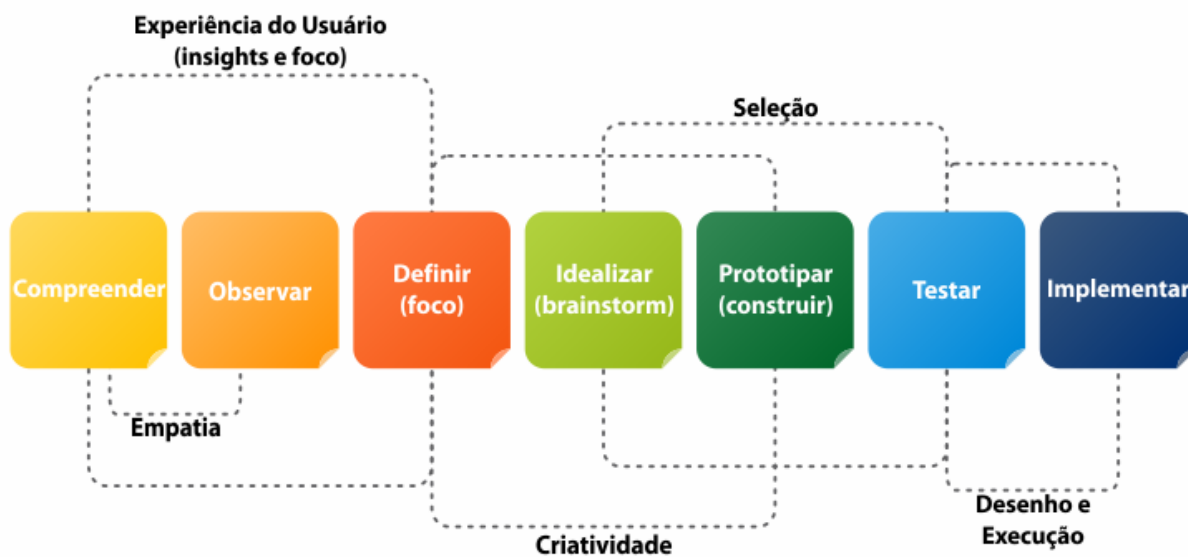 Experiência do Usuário
(insights e foco)
Seleção
Compreender
Observar
Definir
(foco)
Idealizar
(brainstorm)
Prototipar
(construir)
Testar
Implementar
Empatia
Desenho e
Execução
Criatividade